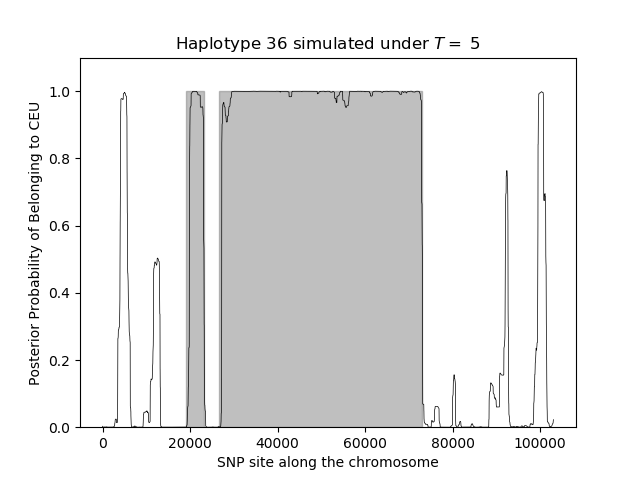 Haplotype 36 simulated under T = 5
Posterior Probability of Belonging to CEU
1.0
0.8
0.6
0.4
0.2
0.0
0 20000 40000 60000 80000 100000
SNP site along the chromosome